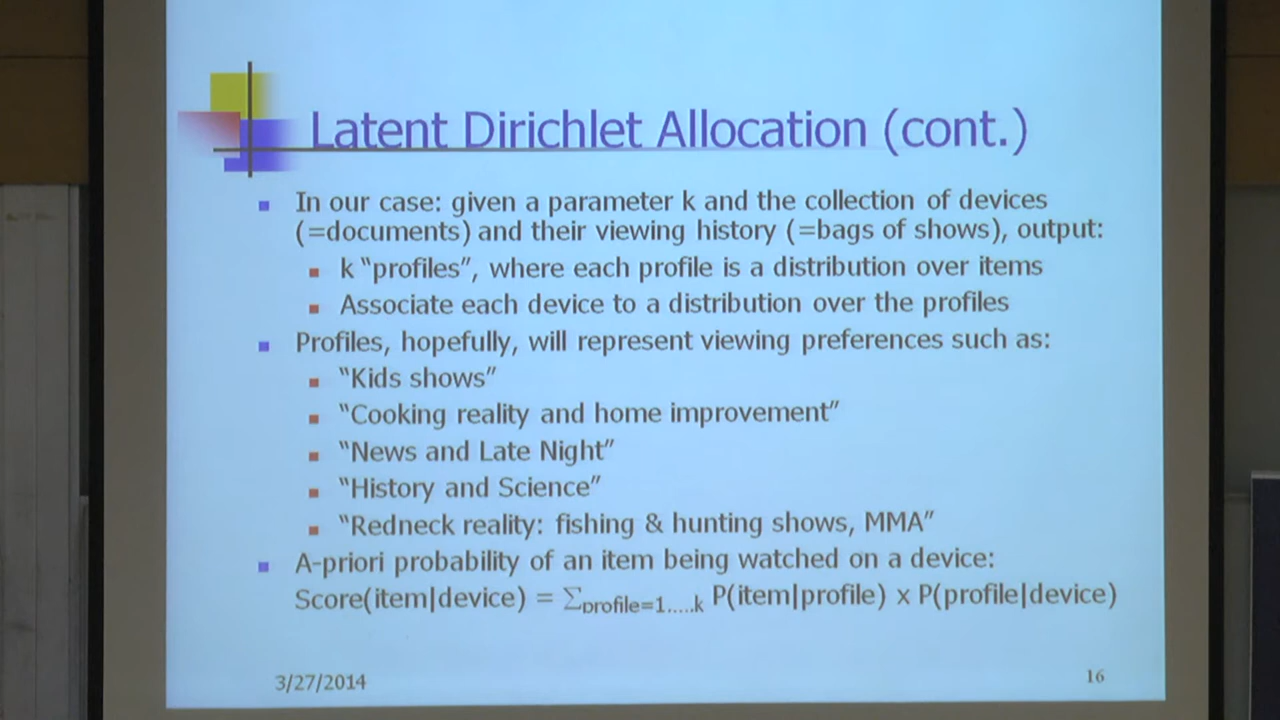 Latent Dirichlet Allocation (cont.)
In our case: given a parameter k and the collection of devices
(=documents) and their viewing history (=bags of shows), output:
k “profiles”, where each profile is a distribution over items
Associate each device to a distribution over the profiles
Profiles, hopefully, will represent viewing preferences such as:
“Kids shows”
“Cooking reality and home improvement”
“News and Late Night”
“History and Science”
“Redneck reality: fishing & hunting shows, MMA”
A-priori probability of an item being watched on a device:
Score(item|device) = Σprofile=1.....k P(item|profile) x P(profile|device)
3/27/2014
16